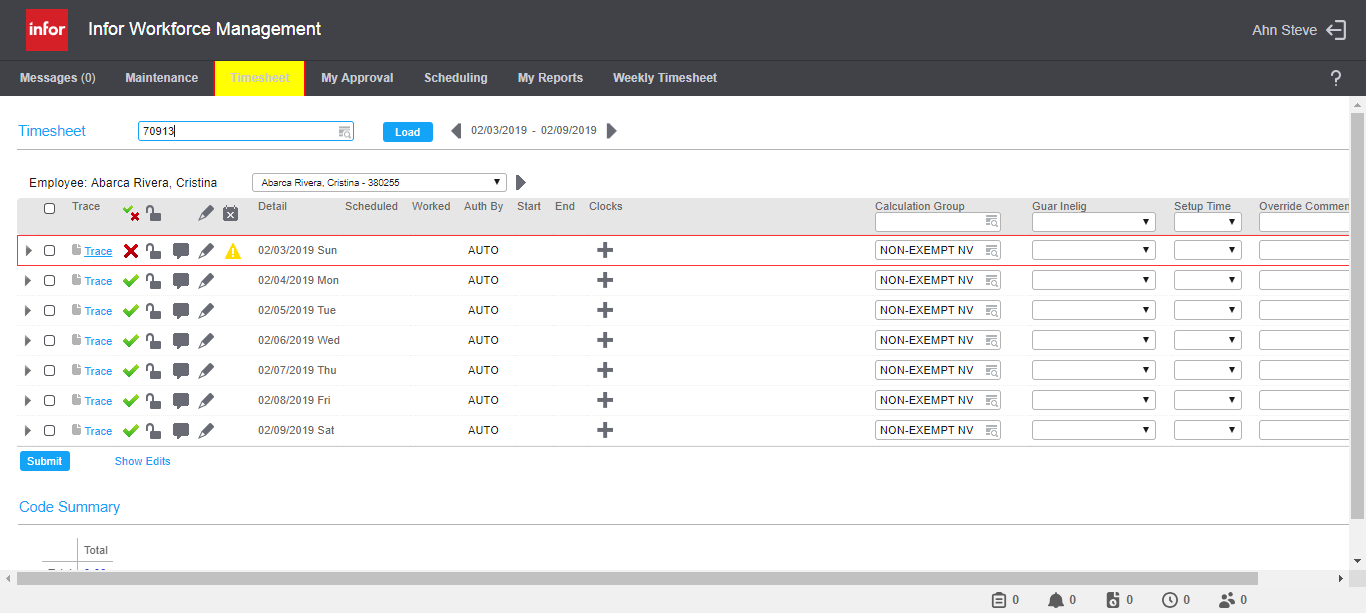 infor Infor Workforce Management Ahn Steve
Messages (0) Maintenance Timesheet My Approval Scheduling My Reports Weekly Timesheet ?
Timesheet 70913 Load 02/03/2019 - 02/09/2019
Employee: Abarca Rivera, Cristina Abarca Rivera, Cristina - 380255
Trace Detail Scheduled Worked Auth By Start End Clocks Calculation Group Guar Inelig Setup Time Override Commen
Trace 02/03/2019 Sun AUTO NON-EXEMPT NV
Trace 02/04/2019 Mon AUTO NON-EXEMPT NV
Trace 02/05/2019 Tue AUTO NON-EXEMPT NV
Trace 02/06/2019 Wed AUTO NON-EXEMPT NV
Trace 02/07/2019 Thu AUTO NON-EXEMPT NV
Trace 02/08/2019 Fri AUTO NON-EXEMPT NV
Trace 02/09/2019 Sat AUTO NON-EXEMPT NV
Submit Show Edits
Code Summary
Total
0 0 0 0 0